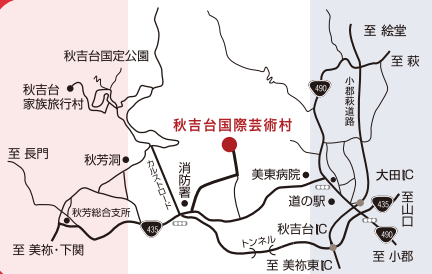 至 絵堂
秋吉台国定公園
至 萩
秋吉台
家族旅行村
490
小郡萩道路
秋吉台国際芸術村
至 長門
秋芳洞
カルストロード
消防署
美東病院
大田IC
道の駅
435
至山口
秋芳総合支所
435
秋吉台IC
490
トンネル
至 美祢・下関
至 小郡
至 美祢東IC